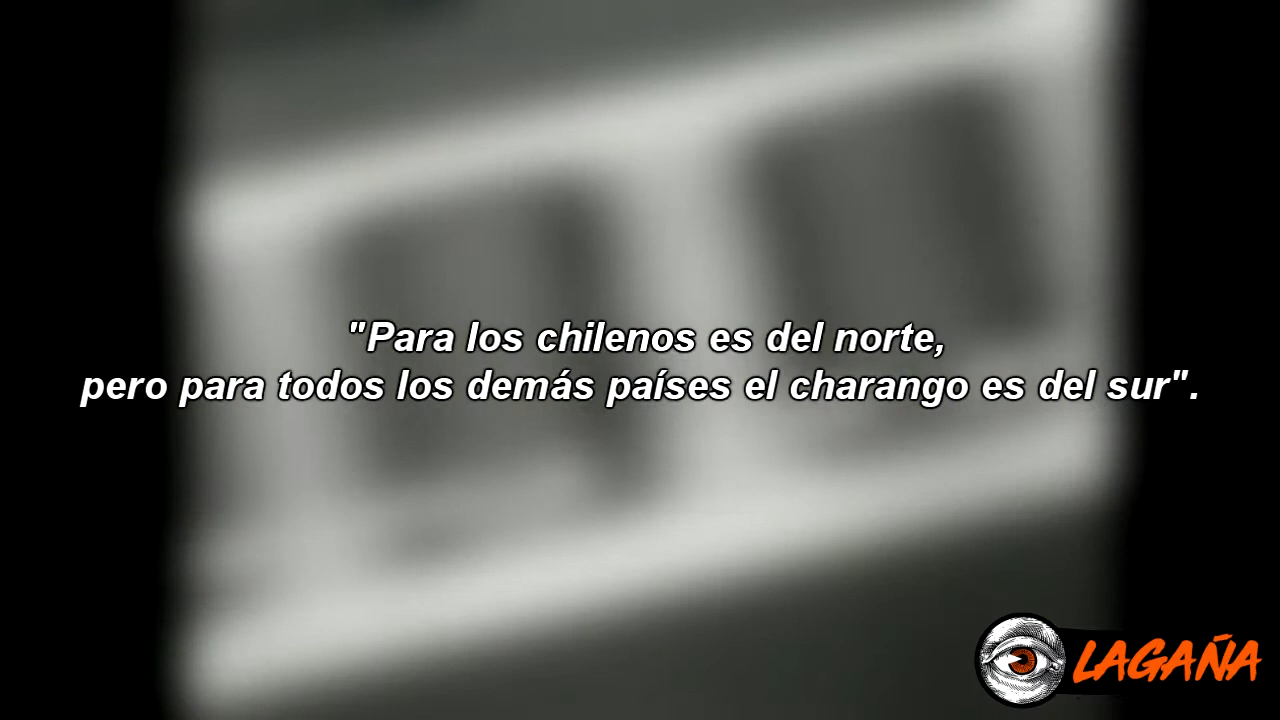 "Para los chilenos es del norte,
pero para todos los demás países el charango es del sur".
LAGAÑA